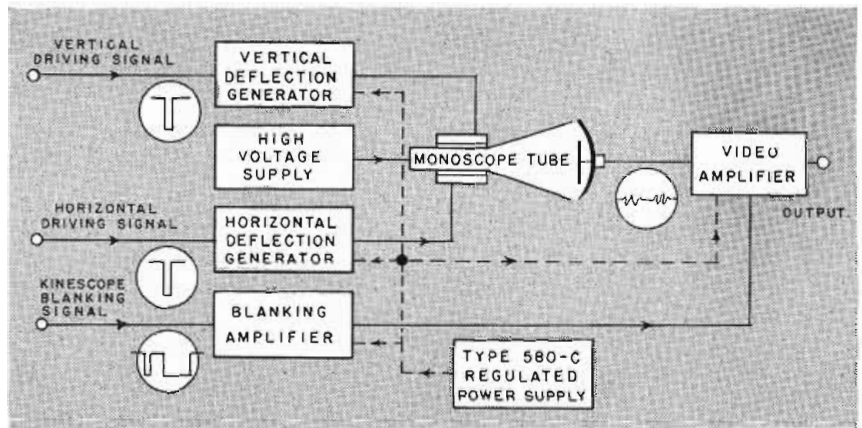 VERTICAL
DRIVING SIGNAL
VERTICAL
DEFLECTION
GENERATOR
HIGH
VOLTAGE
SUPPLY
MONOSCOPE TUBE
VIDEO
AMPLIFIER
OUTPUT.
HORIZONTAL
DRIVING SIGNAL
HORIZONTAL
DEFLECTION
GENERATOR
KINESCOPE
BLANKING
SIGNAL
BLANKING
AMPLIFIER
TYPE 580-C
REGULATED
POWER SUPPLY